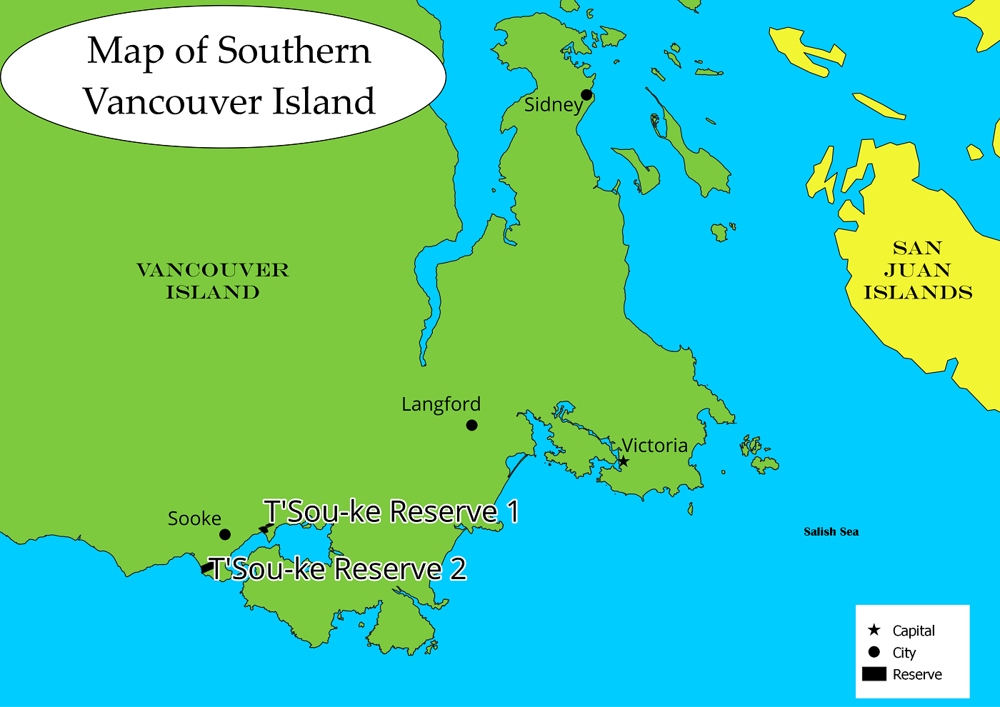 Map of Southern
Vancouver Island
Sidney
VANCOUVER
ISLAND
SAN
JUAN
ISLANDS
Langford
Victoria
T'Sou-ke Reserve 1
Sooke
Salish Sea
T'Sou-ke Reserve 2
Capital
City
Reserve